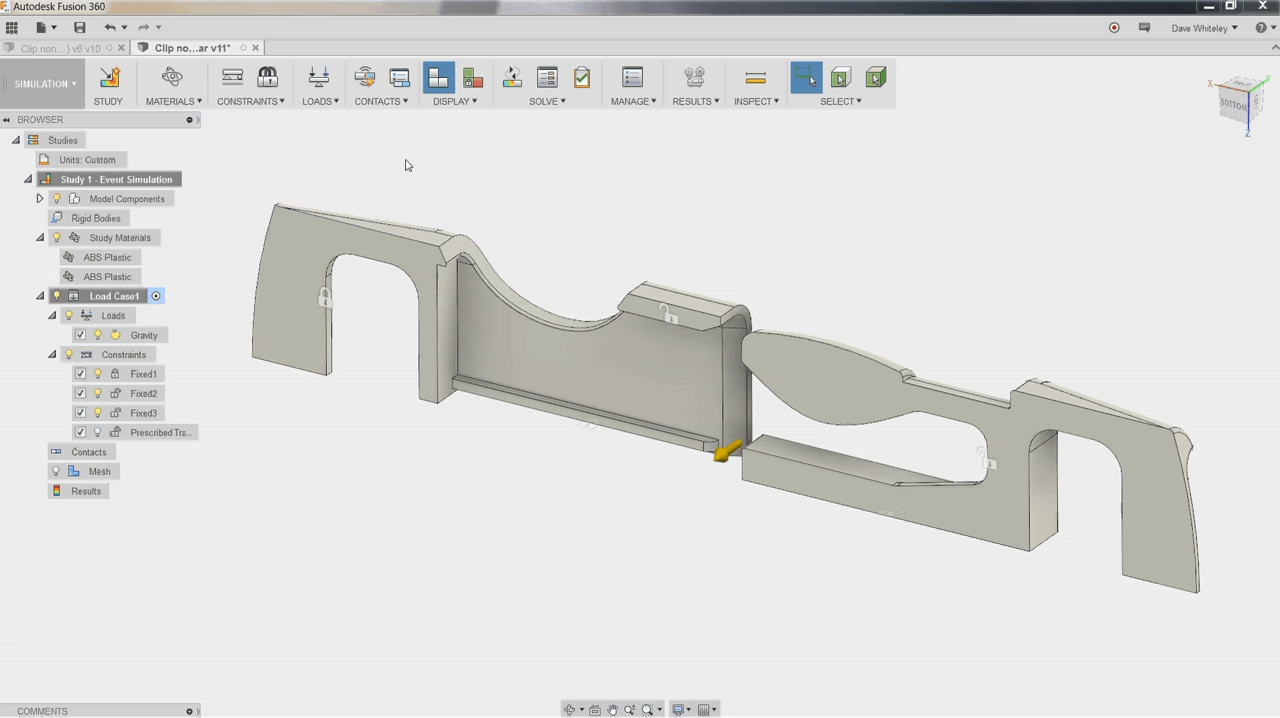 Autodesk Fusion 360
Dave Whiteley
Clip non...) v6 v10
Clip no...ar v11*
SIMULATION
STUDY
MATERIALS
CONSTRAINTS
LOADS
CONTACTS
DISPLAY
SOLVE
MANAGE
RESULTS
INSPECT
SELECT
BROWSER
Studies
Units: Custom
Study 1 - Event Simulation
Model Components
Rigid Bodies
Study Materials
ABS Plastic
ABS Plastic
Load Case1
Loads
Gravity
Constraints
Fixed1
Fixed2
Fixed3
Prescribed Tra...
Contacts
Mesh
Results
X
BOTTOM
Z
COMMENTS